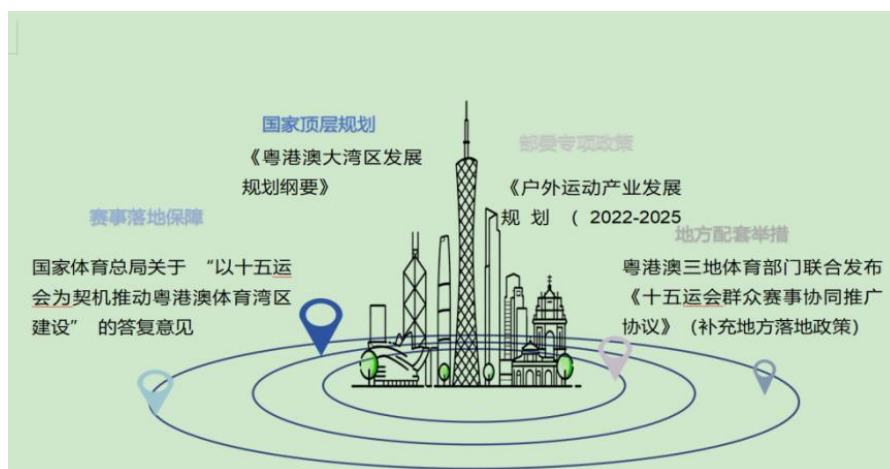 国家顶层规划
《粤港澳大湾区发展
规划纲要》
部委专项政策
《户外运动产业发展
规划（2022-2025
赛事落地保障
国家体育总局关于 “以十五运
会为契机推动粤港澳体育湾区
建设” 的答复意见
地方配套举措
粤港澳三地体育部门联合发布
《十五运会群众赛事协同推广
协议》（补充地方落地政策）